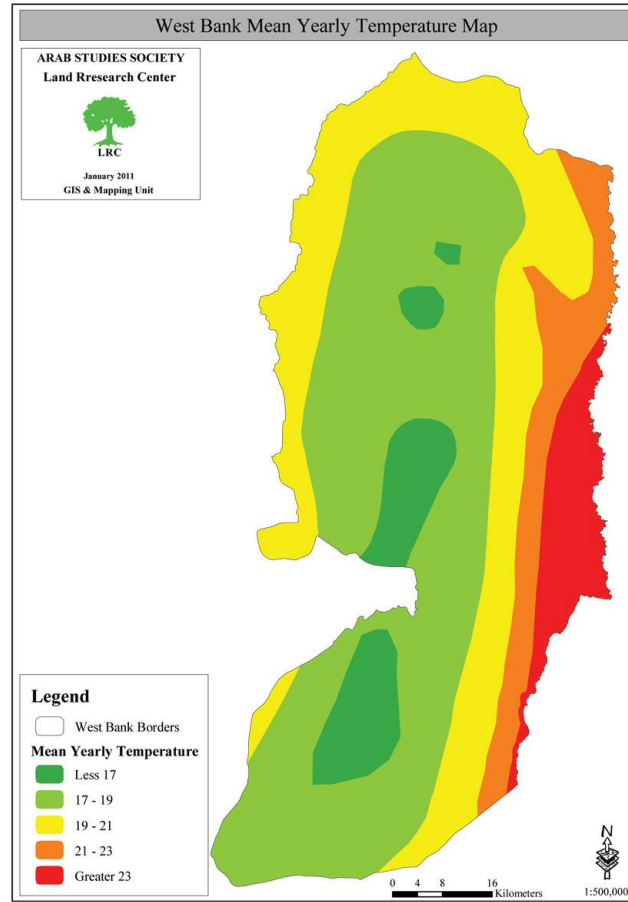 West Bank Mean Yearly Temperature Map
ARAB STUDIES SOCIETY
Land Rresearch Center
LRC
January 2011
GIS & Mapping Unit
Legend
West Bank Borders
Mean Yearly Temperature
Less 17
17 - 19
19 - 21
21 - 23
Greater 23
N
0 4 8 16
Kilometers
1:500,000